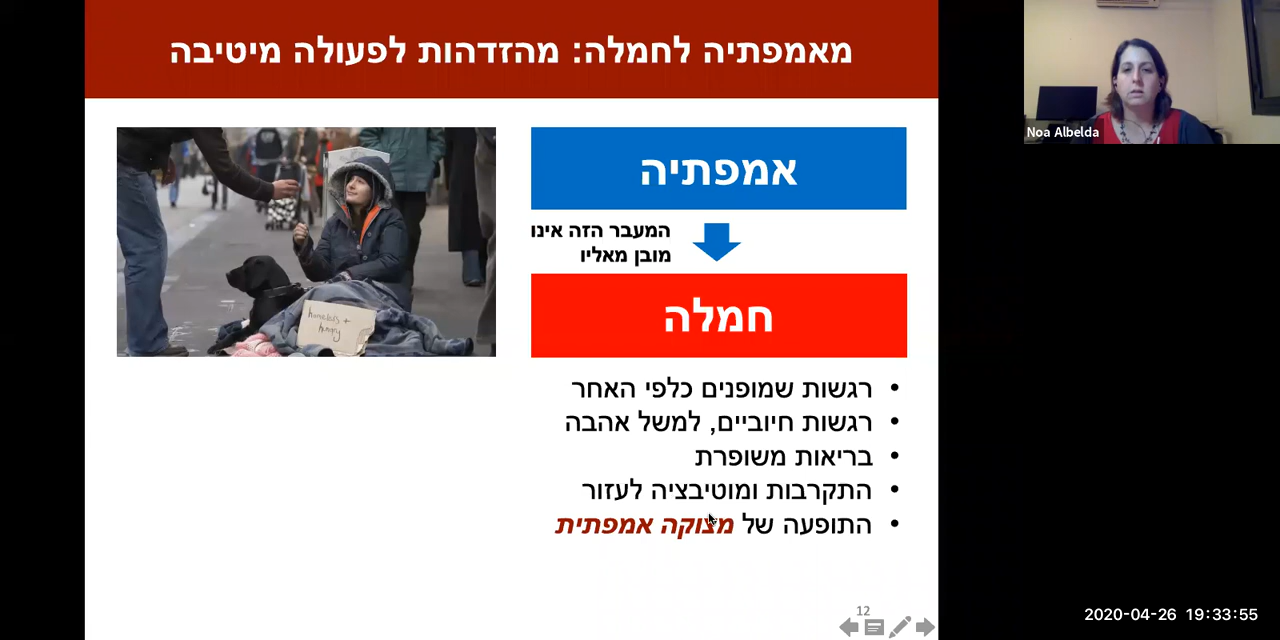 מאמפתיה לחמלה: מהזדהות לפעולה מיטיבה
אמפתיה
המעבר הזה אינו
מובן מאליו
חמלה
• רגשות שמופנים כלפי האחר
• רגשות חיוביים, למשל אהבה
• בריאות משופרת
• התקרבות ומוטיבציה לעזור
• התופעה של מצוקה אמפתית
homeless +
hungry
Noa Albelda
12
2020-04-26 19:33:55